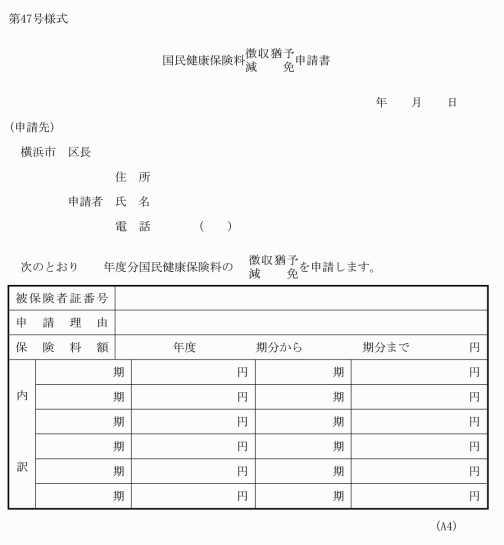 第47号様式
国民健康保険料徴収猶予申請書
減　　免
年　　月　　日
(申請先)
横浜市　区長
住　所
申請者　氏　名
電　話　　　　(　　)
次のとおり　　年度分国民健康保険料の　徴収猶予を申請します。
減　　免
被保険者証番号
申　請　理　由
保　険　料　額　　　　年度　　　　期分から　　　　期分まで　　　　円
期　　円　　期　　円
内　期　　円　　期　　円
期　　円　　期　　円
期　　円　　期　　円
訳　期　　円　　期　　円
期　　円　　期　　円
(A4)